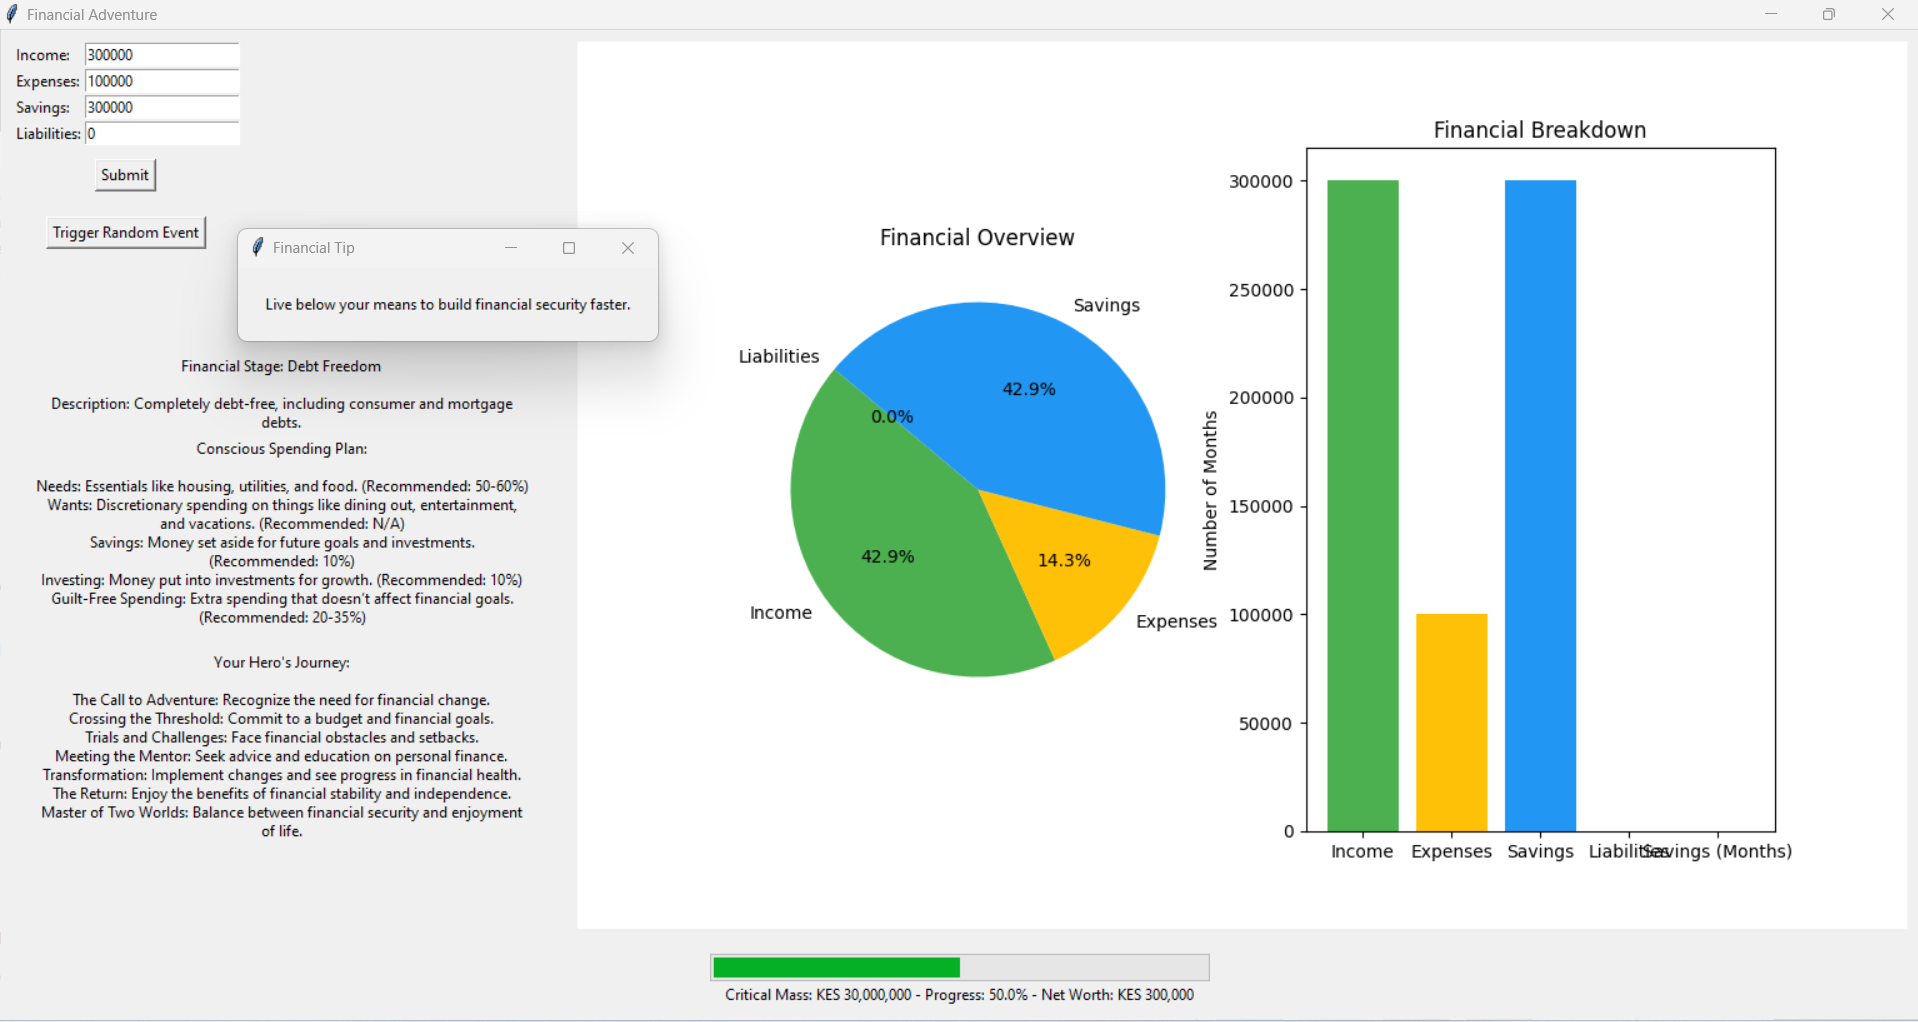 Financial Adventure
Income: 300000
Expenses: 100000
Savings: 300000
Liabilities: 0
Submit
Trigger Random Event
Financial Tip
Live below your means to build financial security faster.
Financial Stage: Debt Freedom
Description: Completely debt-free, including consumer and mortgage
debts.
Conscious Spending Plan:
Needs: Essentials like housing, utilities, and food. (Recommended: 50-60%)
Wants: Discretionary spending on things like dining out, entertainment,
and vacations. (Recommended: N/A)
Savings: Money set aside for future goals and investments.
(Recommended: 10%)
Investing: Money put into investments for growth. (Recommended: 10%)
Guilt-Free Spending: Extra spending that doesn't affect financial goals.
(Recommended: 20-35%)
Your Hero's Journey:
The Call to Adventure: Recognize the need for financial change.
Crossing the Threshold: Commit to a budget and financial goals.
Trials and Challenges: Face financial obstacles and setbacks.
Meeting the Mentor: Seek advice and education on personal finance.
Transformation: Implement changes and see progress in financial health.
The Return: Enjoy the benefits of financial stability and independence.
Master of Two Worlds: Balance between financial security and enjoyment
of life.
Financial Overview
Savings
Liabilities
42.9%
0.0%
42.9%
14.3%
Income
Expenses
Financial Breakdown
Number of Months
300000
250000
200000
150000
100000
50000
0
Income
Expenses
Savings
Liabilities
Savings (Months)
Critical Mass: KES 30,000,000 - Progress: 50.0% - Net Worth: KES 300,000